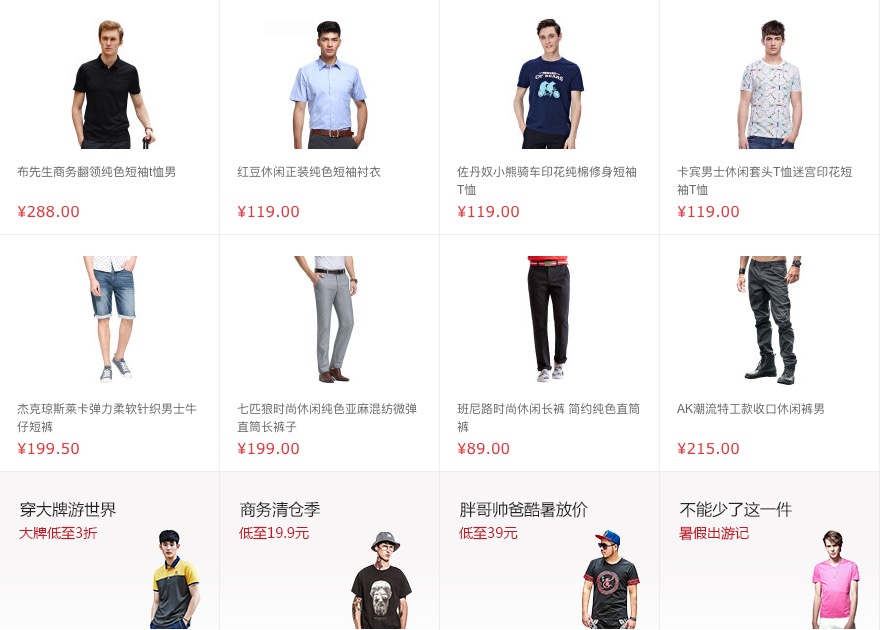 布先生商务翻领纯色短袖t恤男
¥288.00
红豆休闲正装纯色短袖衬衣
¥119.00
佐丹奴小熊骑车印花纯棉修身短袖
T恤
¥119.00
卡宾男士休闲套头T恤迷宫印花短
袖T恤
¥119.00
杰克琼斯莱卡弹力柔软针织男士牛
仔短裤
¥199.50
七匹狼时尚休闲纯色亚麻混纺微弹
直筒长裤子
¥199.00
班尼路时尚休闲长裤 简约纯色直筒
裤
¥89.00
AK潮流特工款收口休闲裤男
¥215.00
穿大牌游世界
大牌低至3折
商务清仓季
低至19.9元
胖哥帅爸酷暑放价
低至39元
不能少了这一件
暑假出游记